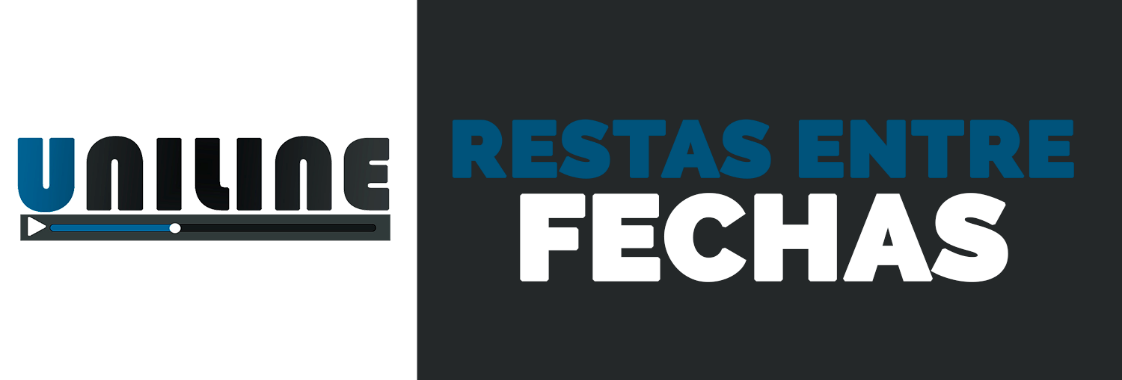 UNILINE
RESTAS ENTRE
FECHAS